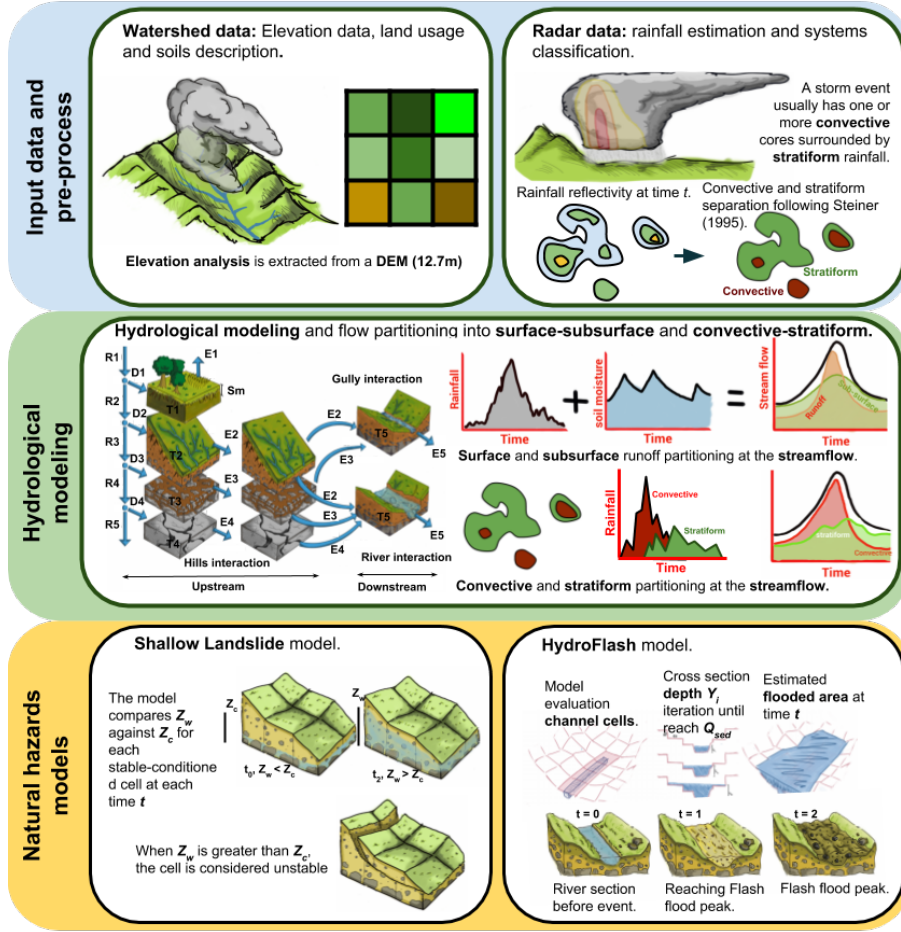 Input data and
pre-process
Watershed data: Elevation data, land usage
and soils description.
Elevation analysis is extracted from a DEM (12.7m)
Radar data: rainfall estimation and systems
classification.
A storm event
usually has one or
more convective
cores surrounded by
stratiform rainfall.
Rainfall reflectivity at time t.
Convective and stratiform
separation following Steiner
(1995).
Stratiform
Convective
Hydrological
modeling
Hydrological modeling and flow partitioning into surface-subsurface and convective-stratiform.
R1
D1
E1
Sm
R2
T1
D2
R3
T2
E2
D3
R4
T3
E3
D4
R5
T4
E4
Hills interaction
Upstream
Gully interaction
E2
T5
E5
E3
E2
E3
T5
E4
E5
River interaction
Downstream
Rainfall
Time
+
soil moisture
Time
=
Stream flow
Runoff
Sub-surface
Time
Surface and subsurface runoff partitioning at the streamflow.
Rainfall
Convective
Stratiform
Time
stratiform
Convective
Time
Convective and stratiform partitioning at the streamflow.
Natural hazards
models
Shallow Landslide model.
The model
compares Zw
against Zc for
each
stable-conditione
d cell at each
time t
Zc
t0, Zw < Zc
Zw
t2, Zw > Zc
When Zw is greater than Zc,
the cell is considered unstable
HydroFlash model.
Model
evaluation
channel cells.
Cross section
depth Yi
iteration until
reach Qsed
Estimated
flooded area at
time t
t = 0
t = 1
t = 2
River section
before event.
Reaching Flash
flood peak.
Flash flood peak.